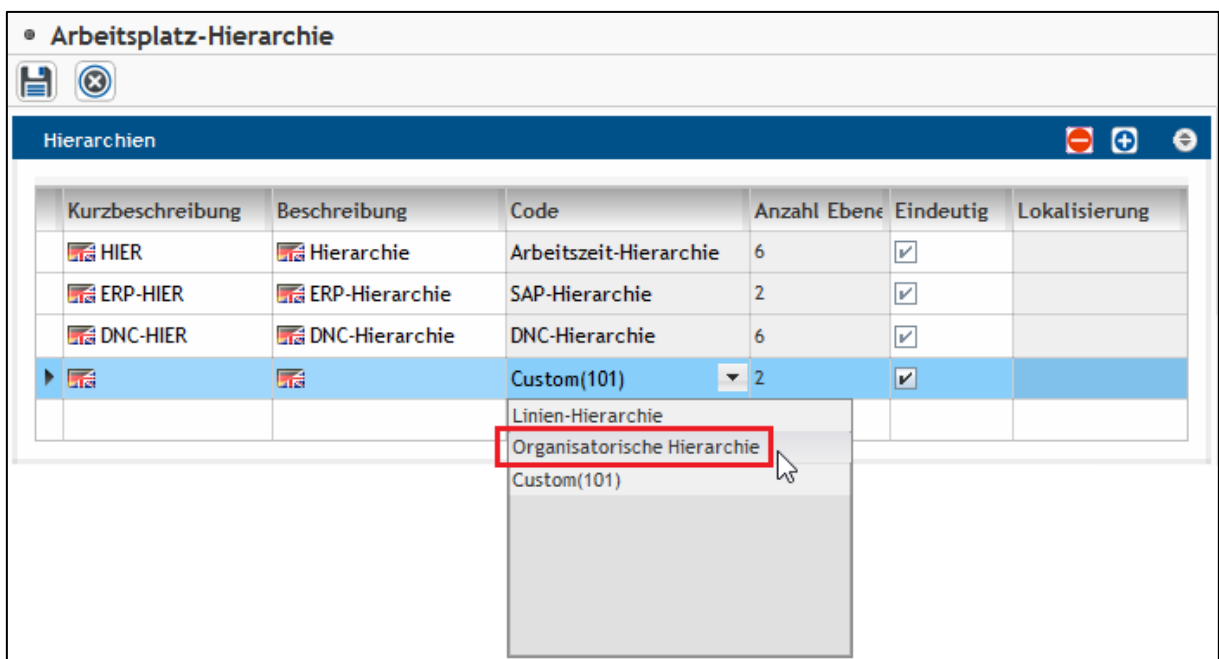 Arbeitsplatz-Hierarchie
Hierarchien
Kurzbeschreibung Beschreibung Code Anzahl Ebene Eindeutig Lokalisierung
HIER Hierarchie Arbeitszeit-Hierarchie 6
ERP-HIER ERP-Hierarchie SAP-Hierarchie 2
DNC-HIER DNC-Hierarchie DNC-Hierarchie 6
Custom(101) 2
Linien-Hierarchie
Organisatorische Hierarchie
Custom(101)